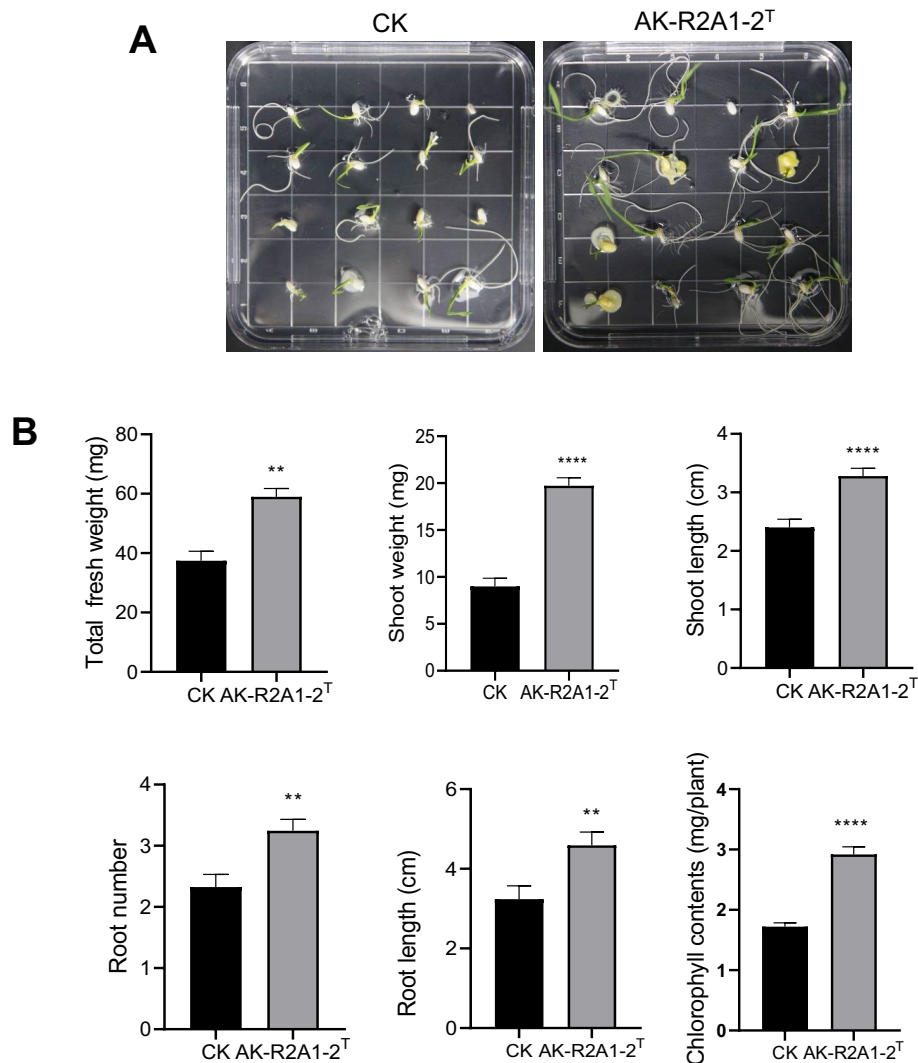 A
CK
AK-R2A1-2ᵀ
B
Total fresh weight (mg)
80
60
40
20
0
**
CK AK-R2A1-2ᵀ
Shoot weight (mg)
25
20
15
10
5
0
****
CK AK-R2A1-2ᵀ
Shoot length (cm)
4
3
2
1
0
****
CK AK-R2A1-2ᵀ
Root number
4
3
2
1
0
**
CK AK-R2A1-2ᵀ
Root length (cm)
6
4
2
0
**
CK AK-R2A1-2ᵀ
Chlorophyll contents (mg/plant)
4
3
2
1
0
****
CK AK-R2A1-2ᵀ